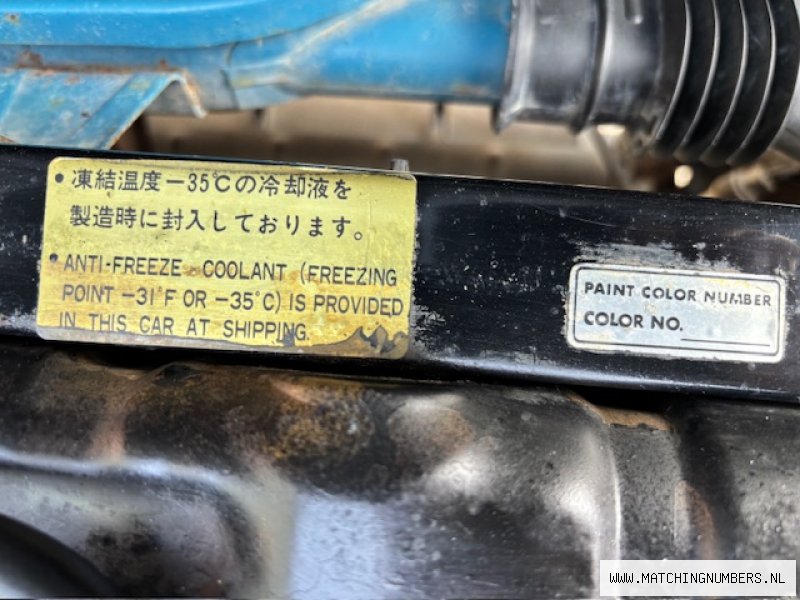 ・凍結温度－35℃の冷却液を
製造時に封入しております。
・ANTI-FREEZE COOLANT (FREEZING
POINT －31°F OR －35°C) IS PROVIDED
IN THIS CAR AT SHIPPING.
PAINT COLOR NUMBER
COLOR NO.
WWW.MATCHINGNUMBERS.NL